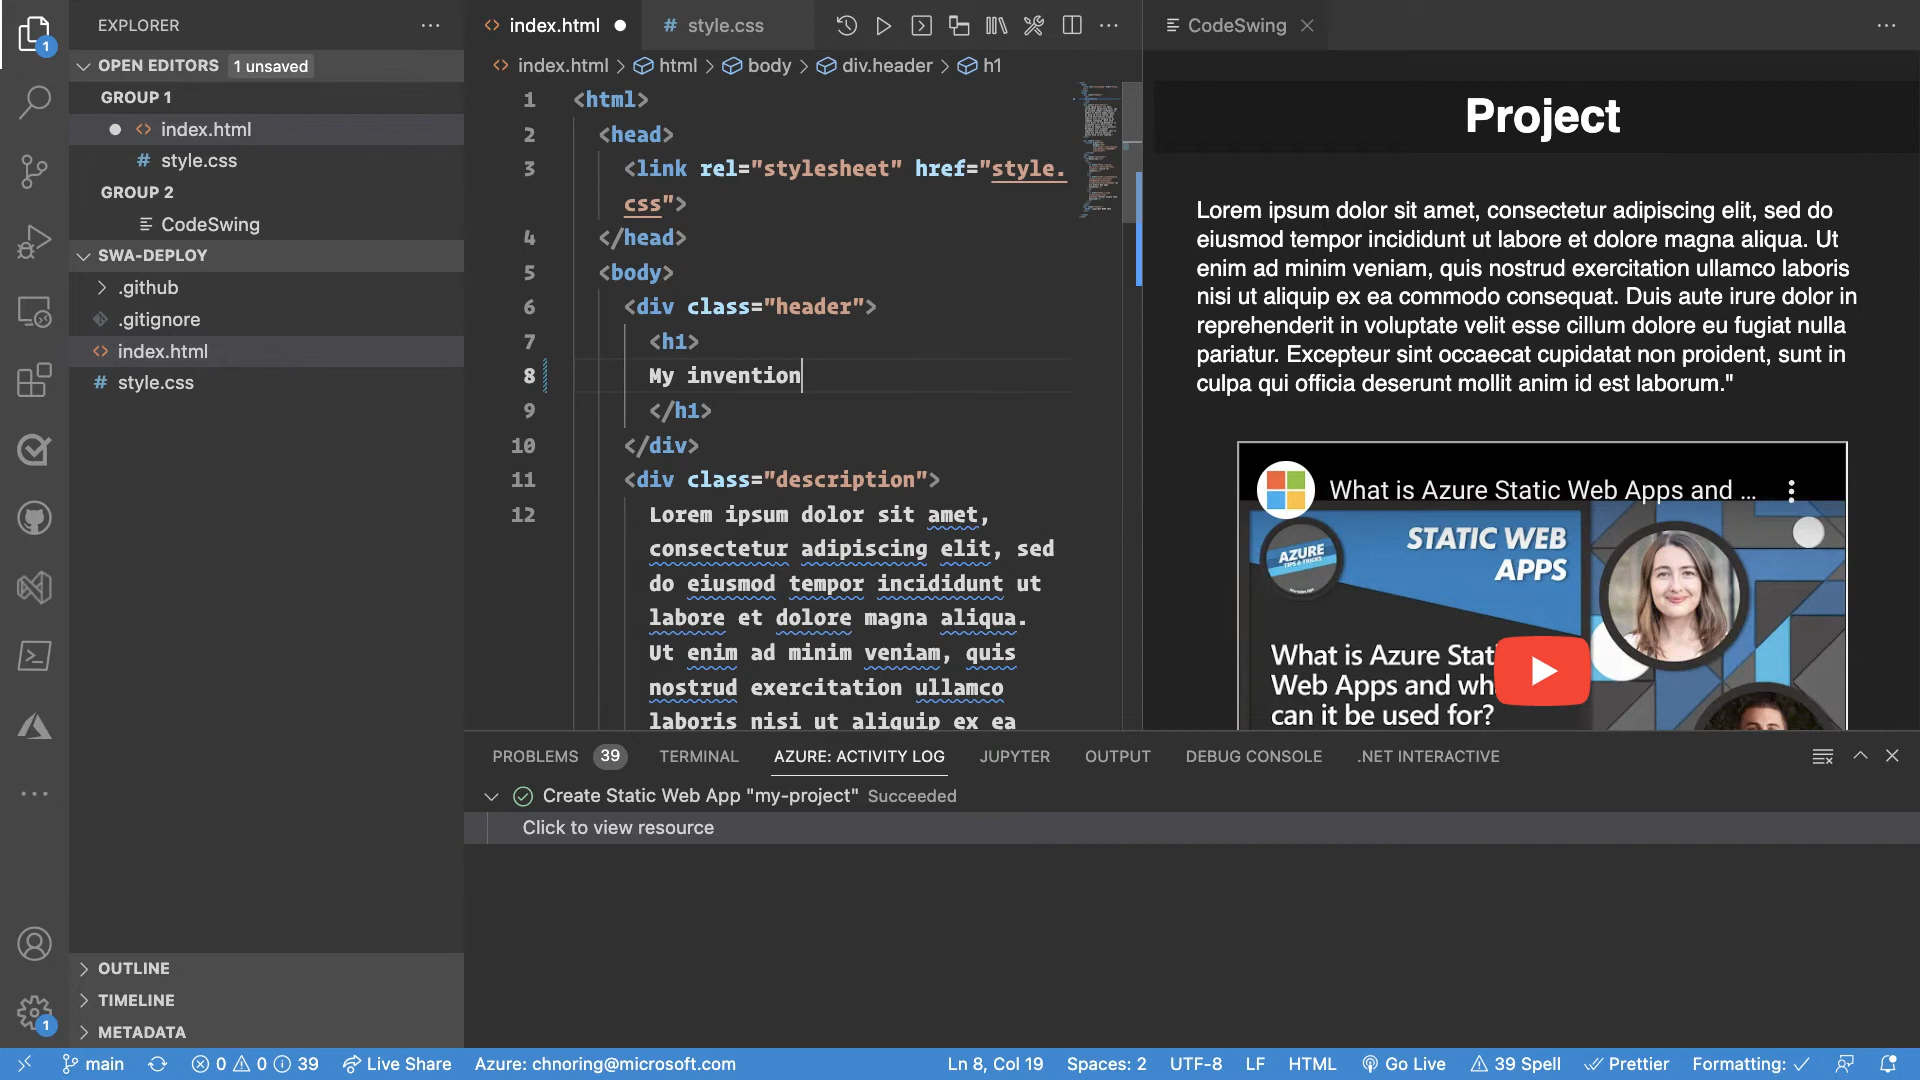 EXPLORER
OPEN EDITORS 1 unsaved
GROUP 1
index.html
style.css
GROUP 2
CodeSwing
SWA-DEPLOY
.github
.gitignore
index.html
style.css
OUTLINE
TIMELINE
METADATA
1
1
index.html
style.css
index.html > html > body > div.header > h1
1 <html>
2 <head>
3 <link rel="stylesheet" href="style.
css">
4 </head>
5 <body>
6 <div class="header">
7 <h1>
8 My invention
9 </h1>
10 </div>
11 <div class="description">
12 Lorem ipsum dolor sit amet,
consectetur adipiscing elit, sed
do eiusmod tempor incididunt ut
labore et dolore magna aliqua.
Ut enim ad minim veniam, quis
nostrud exercitation ullamco
laboris nisi ut aliquip ex ea
CodeSwing
Project
Lorem ipsum dolor sit amet, consectetur adipiscing elit, sed do
eiusmod tempor incididunt ut labore et dolore magna aliqua. Ut
enim ad minim veniam, quis nostrud exercitation ullamco laboris
nisi ut aliquip ex ea commodo consequat. Duis aute irure dolor in
reprehenderit in voluptate velit esse cillum dolore eu fugiat nulla
pariatur. Excepteur sint occaecat cupidatat non proident, sunt in
culpa qui officia deserunt mollit anim id est laborum."
What is Azure Static Web Apps and ...
AZURE
TIPS & TRICKS
STATIC WEB
APPS
What is Azure Stati
Web Apps and wh
can it be used for?
PROBLEMS 39 TERMINAL AZURE: ACTIVITY LOG JUPYTER OUTPUT DEBUG CONSOLE .NET INTERACTIVE
Create Static Web App "my-project" Succeeded
Click to view resource
main 0 0 39 Live Share Azure: chnoring@microsoft.com Ln 8, Col 19 Spaces: 2 UTF-8 LF HTML Go Live 39 Spell Prettier Formatting: